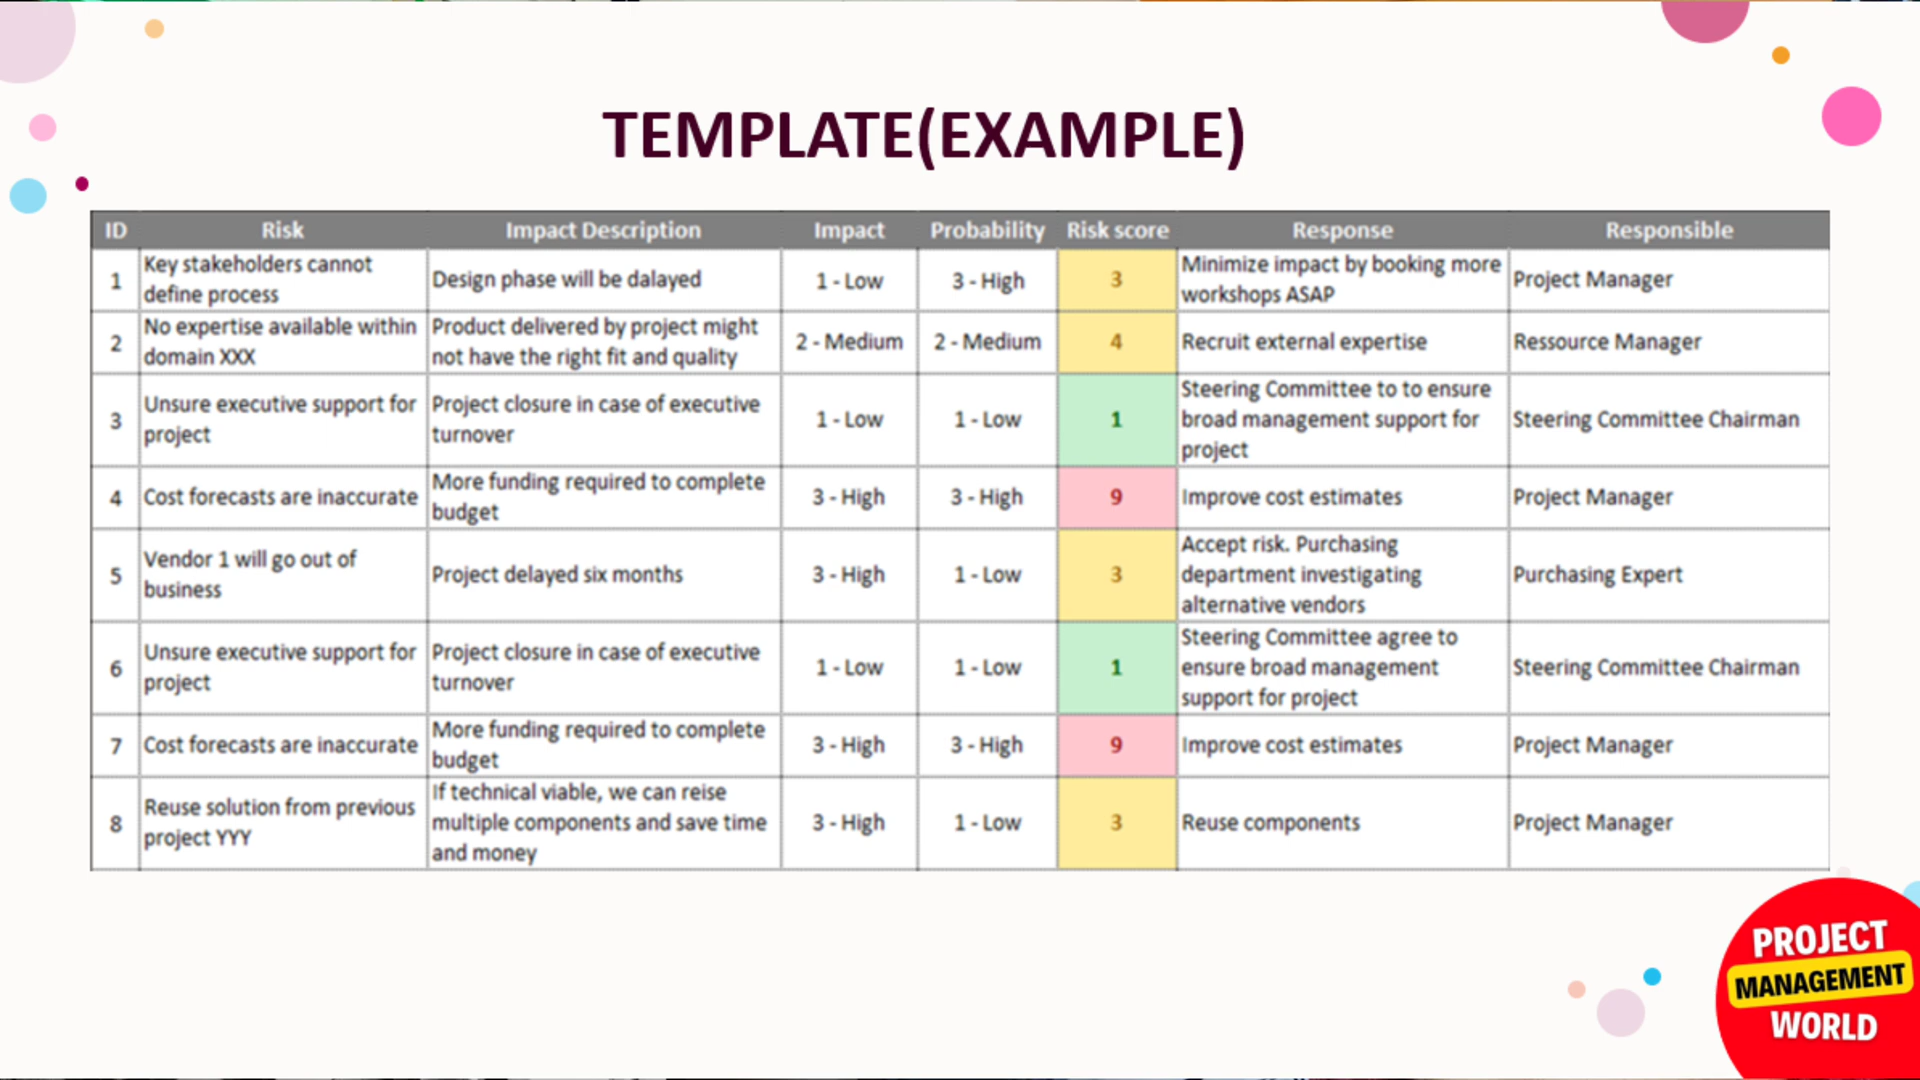 TEMPLATE(EXAMPLE)
ID Risk Impact Description Impact Probability Risk score Response Responsible
1 Key stakeholders cannot define process Design phase will be dalayed 1 - Low 3 - High 3 Minimize impact by booking more workshops ASAP Project Manager
2 No expertise available within domain XXX Product delivered by project might not have the right fit and quality 2 - Medium 2 - Medium 4 Recruit external expertise Ressource Manager
3 Unsure executive support for project Project closure in case of executive turnover 1 - Low 1 - Low 1 Steering Committee to to ensure broad management support for project Steering Committee Chairman
4 Cost forecasts are inaccurate More funding required to complete budget 3 - High 3 - High 9 Improve cost estimates Project Manager
5 Vendor 1 will go out of business Project delayed six months 3 - High 1 - Low 3 Accept risk. Purchasing department investigating alternative vendors Purchasing Expert
6 Unsure executive support for project Project closure in case of executive turnover 1 - Low 1 - Low 1 Steering Committee agree to ensure broad management support for project Steering Committee Chairman
7 Cost forecasts are inaccurate More funding required to complete budget 3 - High 3 - High 9 Improve cost estimates Project Manager
8 Reuse solution from previous project YYY If technical viable, we can reise multiple components and save time and money 3 - High 1 - Low 3 Reuse components Project Manager
PROJECT
MANAGEMENT
WORLD